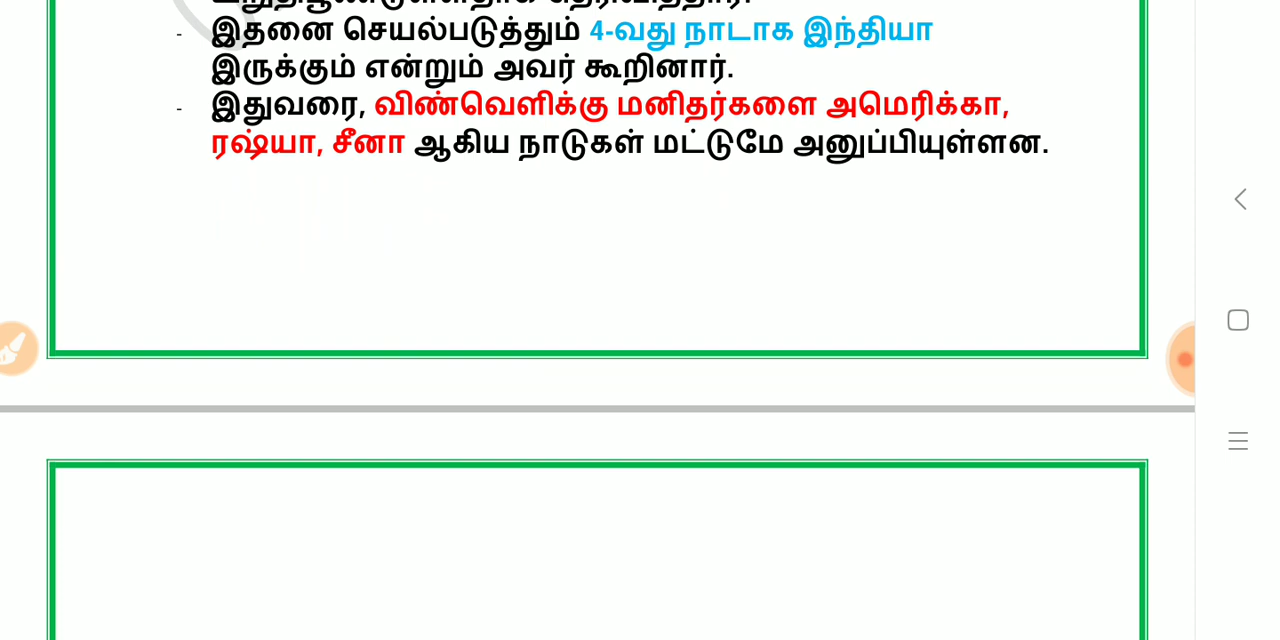 - இதனை செயல்படுத்தும் 4-வது நாடாக இந்தியா
இருக்கும் என்றும் அவர் கூறினார்.
- இதுவரை, விண்வெளிக்கு மனிதர்களை அமெரிக்கா,
ரஷ்யா, சீனா ஆகிய நாடுகள் மட்டுமே அனுப்பியுள்ளன.